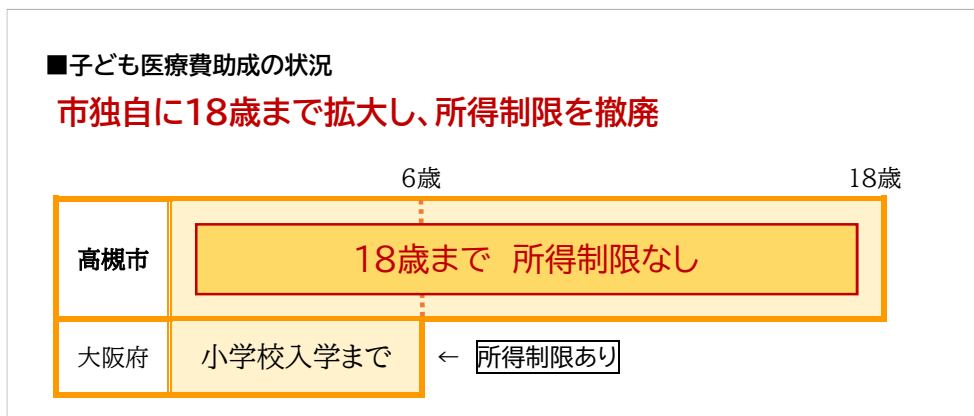 ■子ども医療費助成の状況
市独自に18歳まで拡大し、所得制限を撤廃
6歳 18歳
高槻市 18歳まで 所得制限なし
大阪府 小学校入学まで ← 所得制限あり